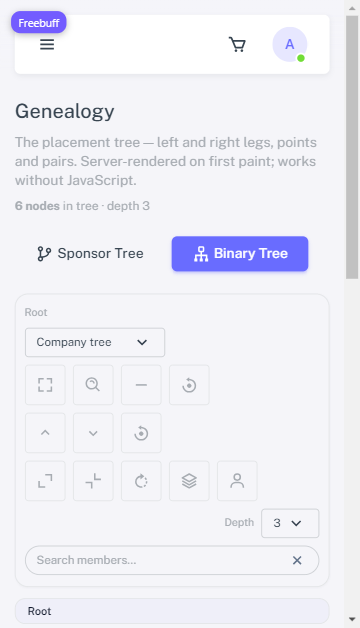 Freebuff
A
Genealogy
The placement tree — left and right legs, points
and pairs. Server-rendered on first paint; works
without JavaScript.
6 nodes in tree · depth 3
Sponsor Tree
Binary Tree
Root
Company tree
Depth
3
Search members...
Root